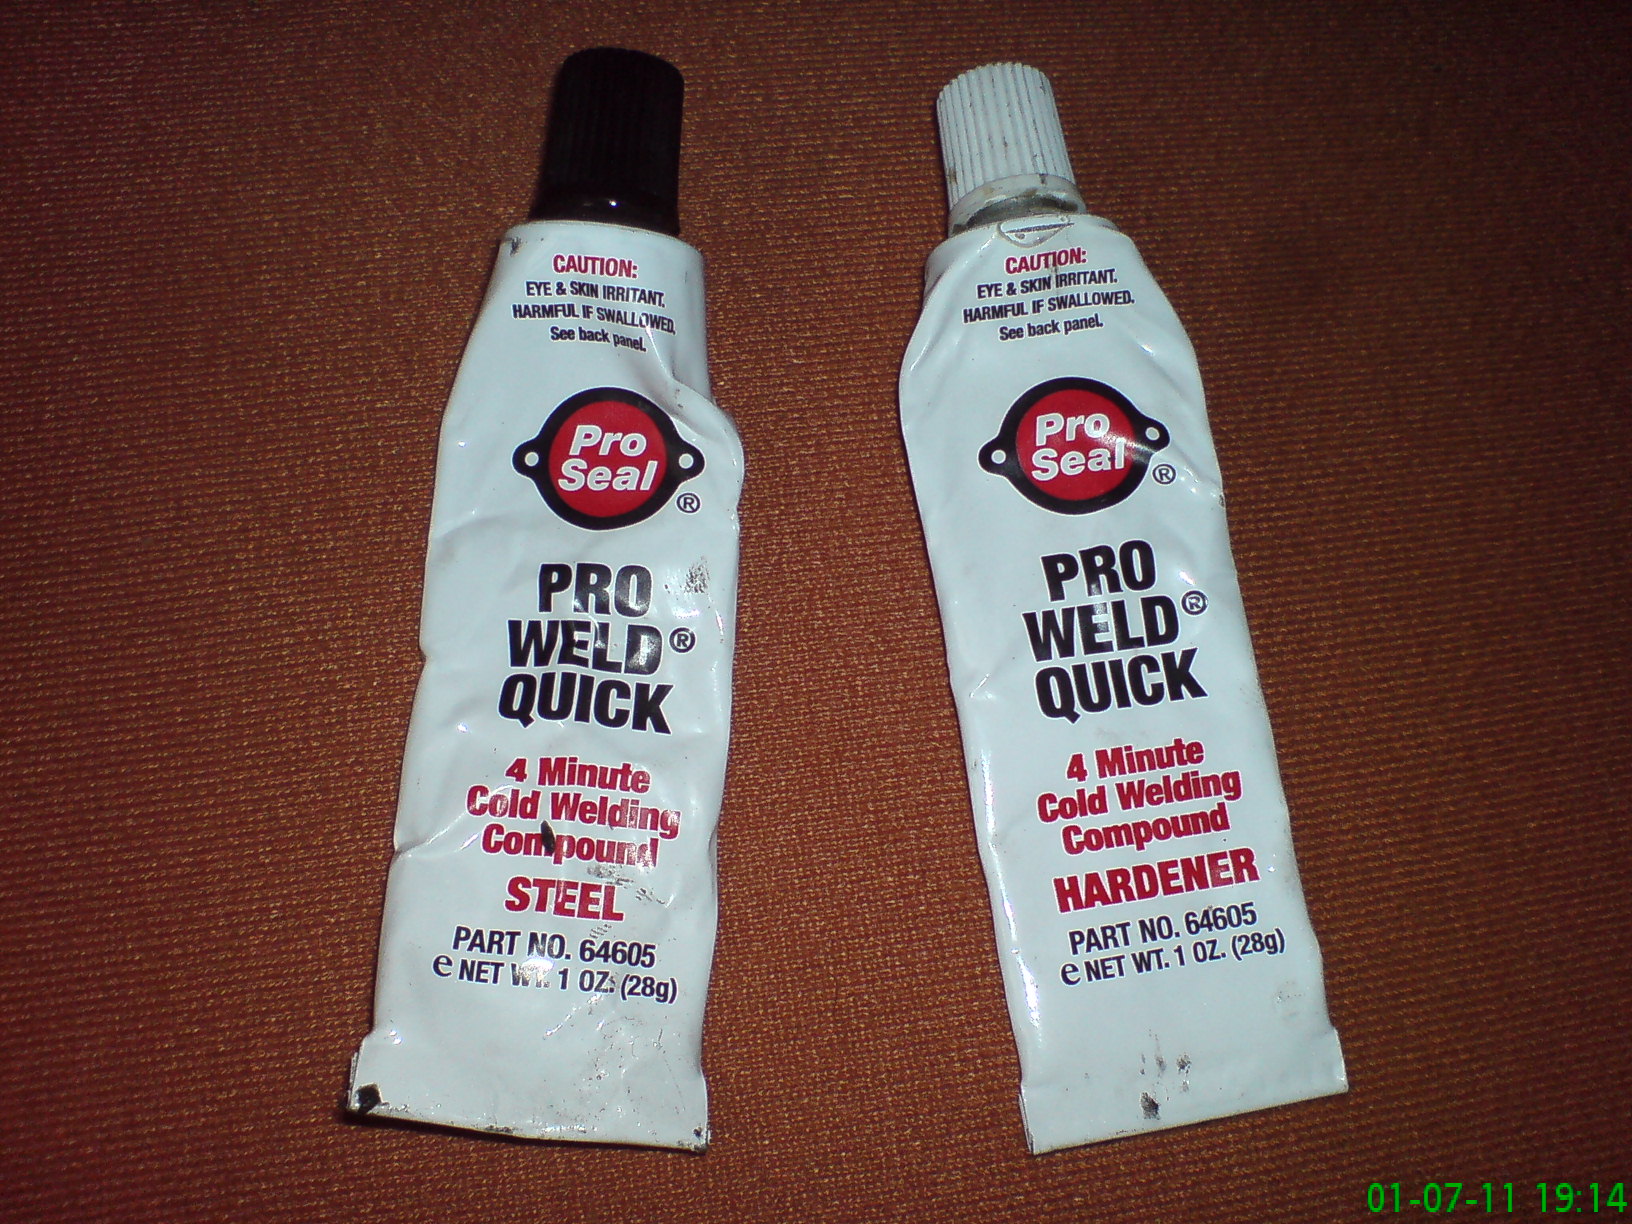 CAUTION:
EYE & SKIN IRRITANT.
HARMFUL IF SWALLOWED.
See back panel.
Pro
Seal
®
PRO
WELD®
QUICK
4 Minute
Cold Welding
Compound
STEEL
PART NO. 64605
e NET WT. 1 OZ. (28g)
CAUTION:
EYE & SKIN IRRITANT.
HARMFUL IF SWALLOWED.
See back panel.
Pro
Seal
®
PRO
WELD®
QUICK
4 Minute
Cold Welding
Compound
HARDENER
PART NO. 64605
e NET WT. 1 OZ. (28g)
01-07-11 19:14